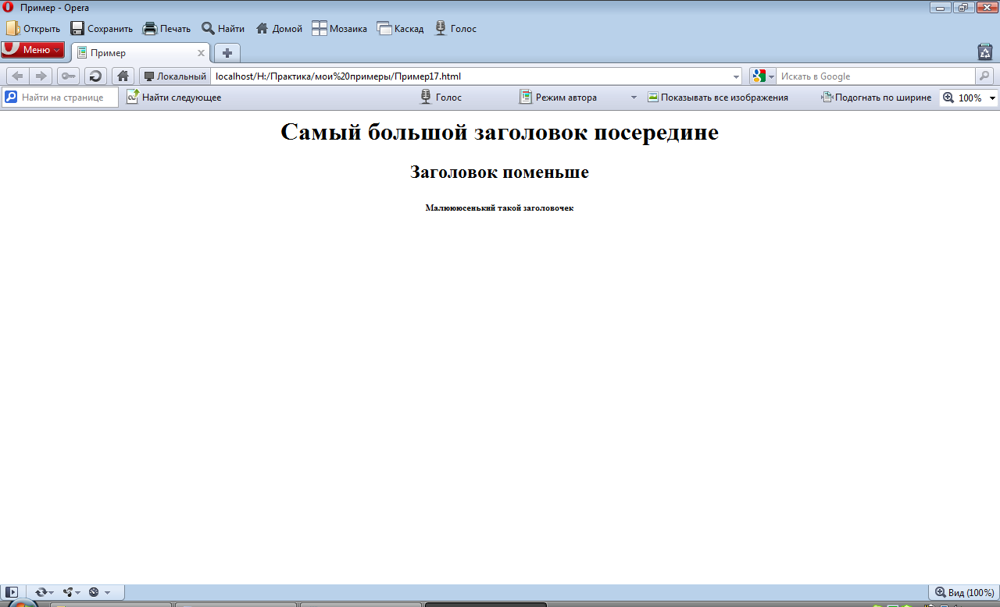 Пример - Opera
Открыть Сохранить Печать Найти Домой Мозаика Каскад Голос
Меню Пример
Локальный localhost/H:/Практика/мои%20примеры/Пример17.html Искать в Google
Найти на странице Найти следующее Голос Режим автора Показывать все изображения Подогнать по ширине 100%
Самый большой заголовок посередине
Заголовок поменьше
Малюююсенький такой заголовочек
Вид (100%)